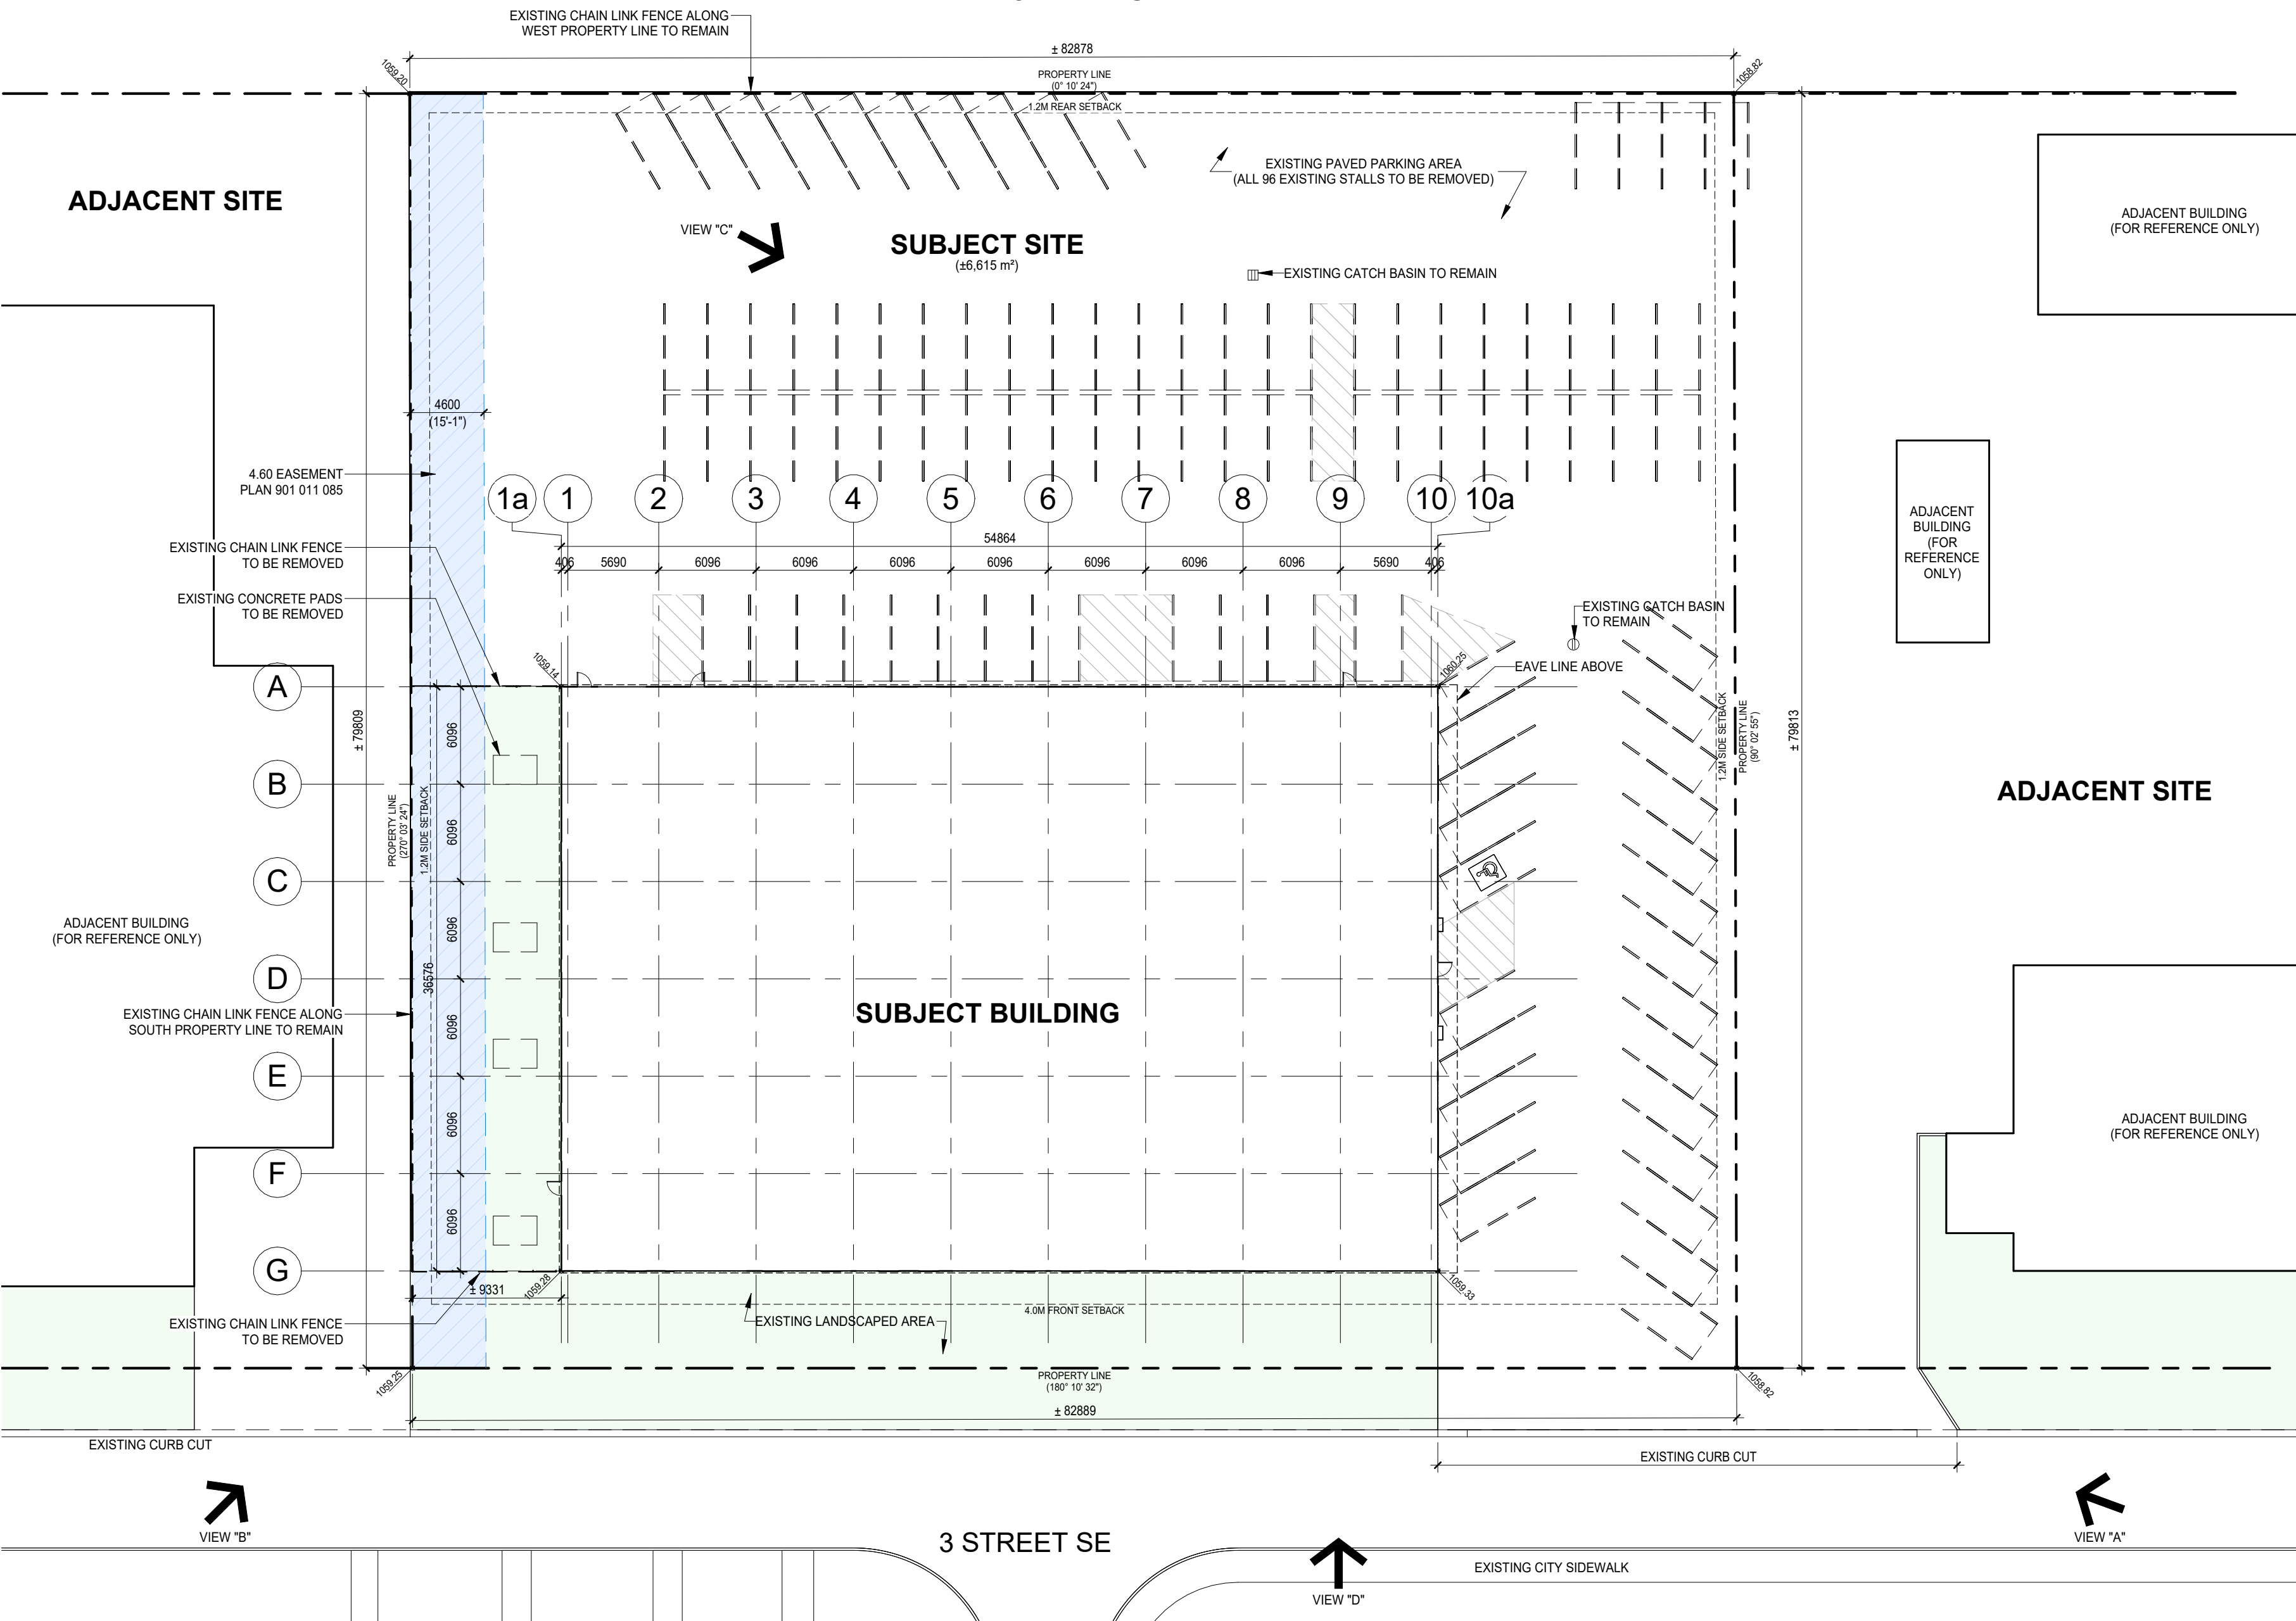 EXISTING CHAIN LINK FENCE ALONG
WEST PROPERTY LINE TO REMAIN
± 82878
1059.20
1058.82
PROPERTY LINE
(0° 10' 24")
1.2M REAR SETBACK
ADJACENT SITE
EXISTING PAVED PARKING AREA
(ALL 96 EXISTING STALLS TO BE REMOVED)
VIEW "C"
SUBJECT SITE
(±6,615 m²)
EXISTING CATCH BASIN TO REMAIN
ADJACENT BUILDING
(FOR REFERENCE ONLY)
4600
(15'-1")
4.60 EASEMENT
PLAN 901 011 085
1a
1
2
3
4
5
6
7
8
9
10
10a
ADJACENT
BUILDING
(FOR
REFERENCE
ONLY)
54864
406
5690
6096
6096
6096
6096
6096
6096
6096
5690
406
EXISTING CHAIN LINK FENCE
TO BE REMOVED
EXISTING CONCRETE PADS
TO BE REMOVED
EXISTING CATCH BASIN
TO REMAIN
EAVE LINE ABOVE
1059.14
1060.25
A
B
C
D
E
F
G
± 79809
6096
6096
6096
6096
6096
6096
36576
PROPERTY LINE
(270° 03' 24")
1.2M SIDE SETBACK
1.2M SIDE SETBACK
PROPERTY LINE
(90° 02' 55")
± 79813
ADJACENT SITE
ADJACENT BUILDING
(FOR REFERENCE ONLY)
EXISTING CHAIN LINK FENCE ALONG
SOUTH PROPERTY LINE TO REMAIN
SUBJECT BUILDING
ADJACENT BUILDING
(FOR REFERENCE ONLY)
± 9331
1059.28
1059.33
EXISTING CHAIN LINK FENCE
TO BE REMOVED
EXISTING LANDSCAPED AREA
4.0M FRONT SETBACK
1059.25
PROPERTY LINE
(180° 10' 32")
1058.82
± 82889
EXISTING CURB CUT
EXISTING CURB CUT
VIEW "B"
3 STREET SE
VIEW "D"
VIEW "A"
EXISTING CITY SIDEWALK